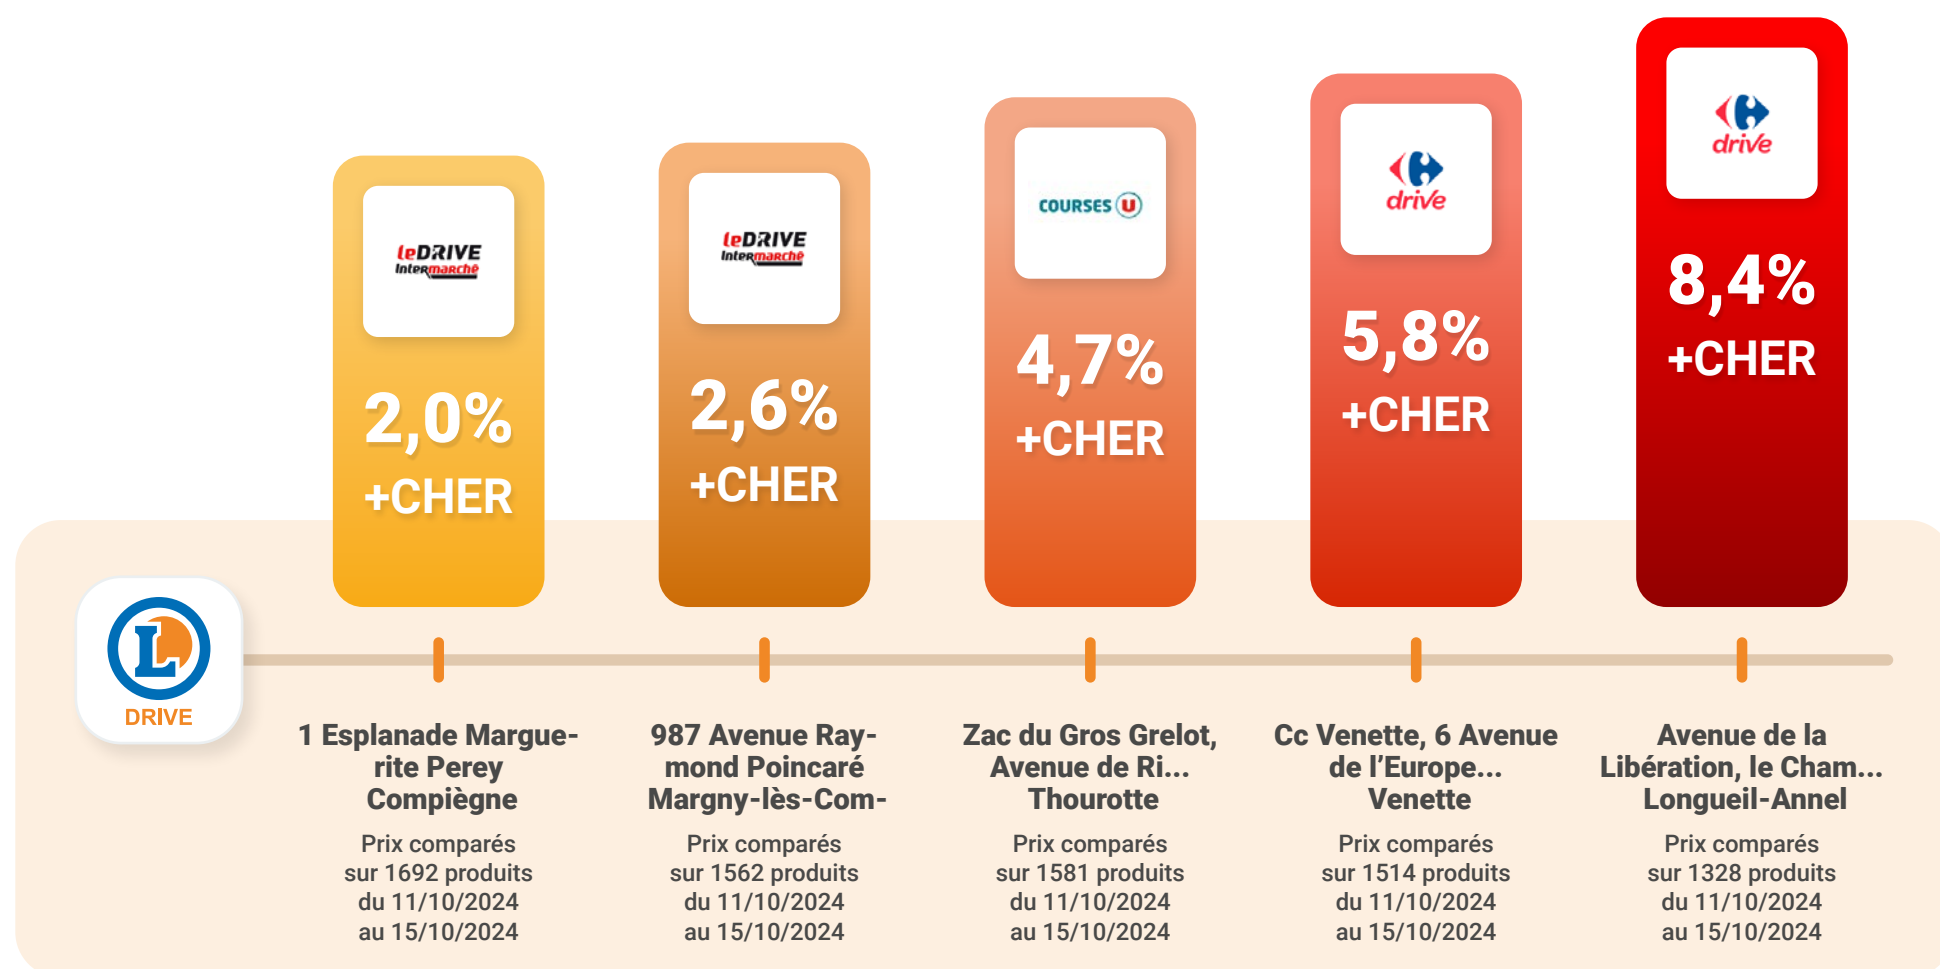 leDRIVE
Intermarché
2,0%
+CHER
leDRIVE
Intermarché
2,6%
+CHER
COURSES U
4,7%
+CHER
drive
5,8%
+CHER
drive
8,4%
+CHER
L
DRIVE
1 Esplanade Margue-
rite Perey
Compiègne
Prix comparés
sur 1692 produits
du 11/10/2024
au 15/10/2024
987 Avenue Ray-
mond Poincaré
Margny-lès-Com-
Prix comparés
sur 1562 produits
du 11/10/2024
au 15/10/2024
Zac du Gros Grelot,
Avenue de Ri...
Thourotte
Prix comparés
sur 1581 produits
du 11/10/2024
au 15/10/2024
Cc Venette, 6 Avenue
de l’Europe...
Venette
Prix comparés
sur 1514 produits
du 11/10/2024
au 15/10/2024
Avenue de la
Libération, le Cham...
Longueil-Annel
Prix comparés
sur 1328 produits
du 11/10/2024
au 15/10/2024